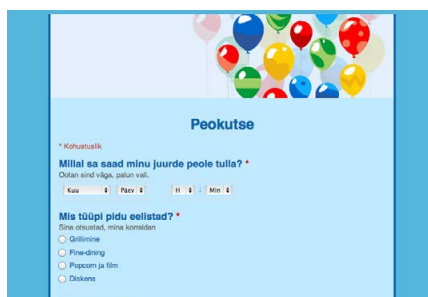 Peokutse
* Kohustuslik
Millal sa saad minu juurde peole tulla? *
Ootan sind väga, palun vali.
Kuu Päev H : Min
Mis tüüpi pidu eelistad? *
Sina otsustad, mina korraldan
Grillimine
Fine-dining
Popcorn ja film
Diskens